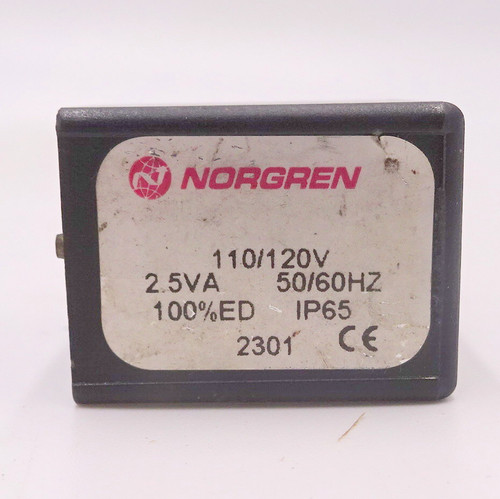 N NORGREN
110/120V
2.5VA 50/60HZ
100%ED IP65
2301 CE